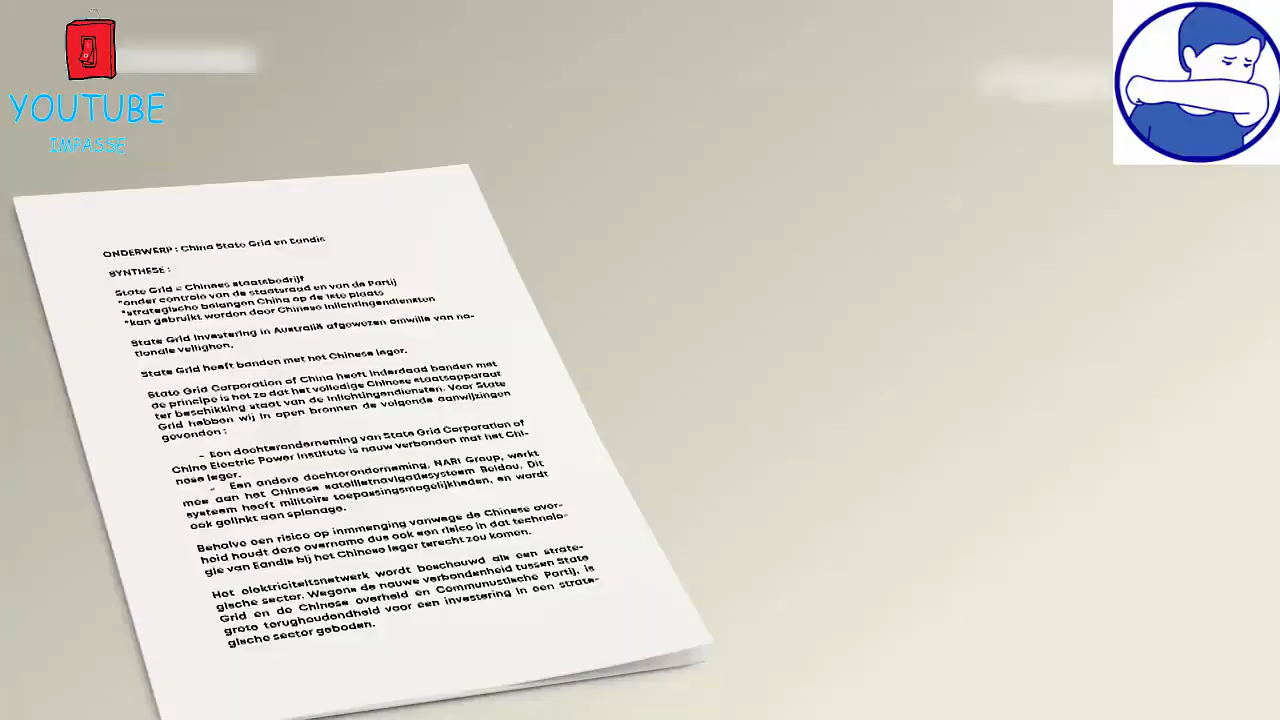 YOUTUBE
IMPASSE
ONDERWERP : China State Grid en Eandis
SYNTHESE :
State Grid = Chinees staatsbedrijf
*onder controle van de staatsraad en van de Partij
*strategische belangen China op de 1ste plaats
*kan gebruikt worden door Chinese inlichtingendiensten
State Grid investering in Australië afgewezen omwille van na-
tionale veiligheid.
State Grid heeft banden met het Chinese leger.
State Grid Corporation of China heeft inderdaad banden met
de principe is het zo dat het volledige Chinese staatsapparaat
ter beschikking staat van de inlichtingendiensten. Voor State
Grid hebben wij in open bronnen de volgende aanwijzingen
gevonden :
- Een dochteronderneming van State Grid Corporation of
China Electric Power Institute is nauw verbonden met het Chi-
nese leger.
- Een andere dochteronderneming, NARI Group, werkt
mee aan het Chinese satellietnavigatiesysteem Beidou. Dit
systeem heeft militaire toepassingsmogelijkheden, en wordt
ook gelinkt aan spionage.
Behalve een risico op inmmenging vanwege de Chinese over-
heid houdt deze overname dus ook een risico in dat technolo-
gie van Eandis bij het Chinese leger terecht zou komen.
Het elektriciteitsnetwerk wordt beschouwd als een strate-
gische sector. Wegens de nauwe verbondenheid tussen State
Grid en de Chinese overheid en Communustische Partij, is
grote terughoudendheid voor een investering in een strate-
gische sector geboden.